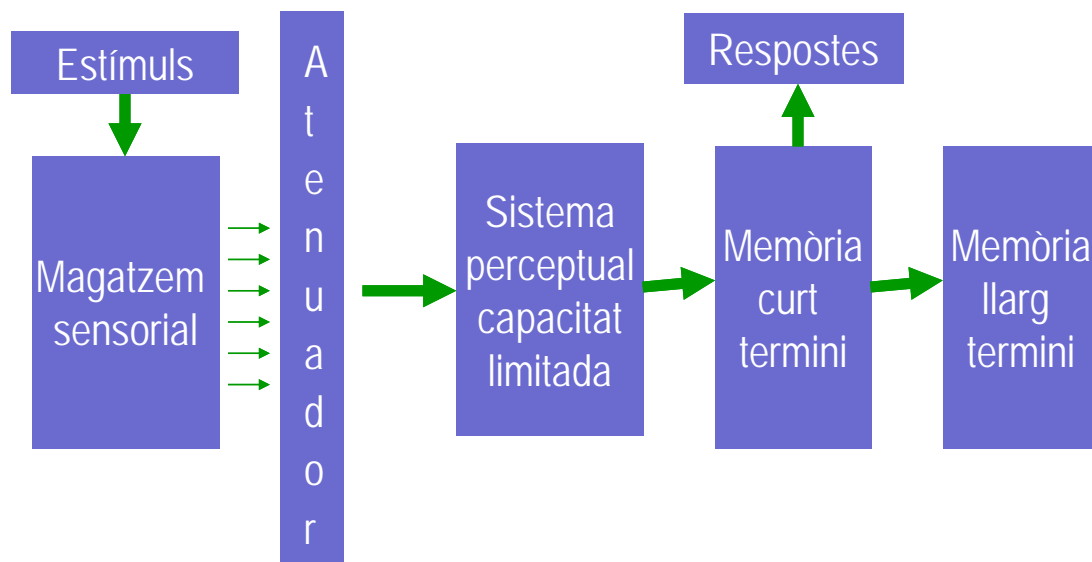 Estímuls
Magatzem
sensorial
A
t
e
n
u
a
d
o
r
Sistema
perceptual
capacitat
limitada
Respostes
Memòria
curt
termini
Memòria
llarg
termini